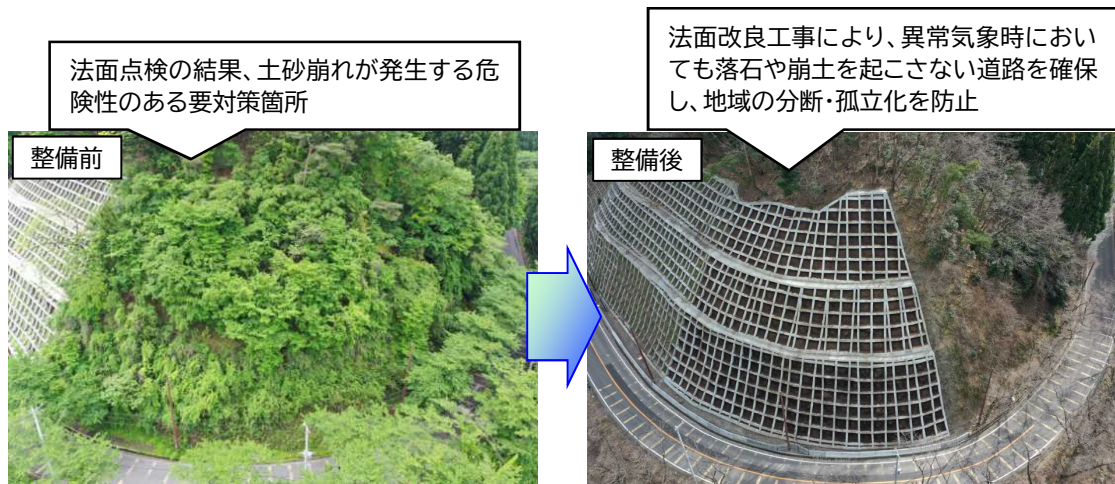 法面点検の結果、土砂崩れが発生する危
険性のある要対策箇所
整備前
法面改良工事により、異常気象時におい
ても落石や崩土を起こさない道路を確保
し、地域の分断・孤立化を防止
整備後